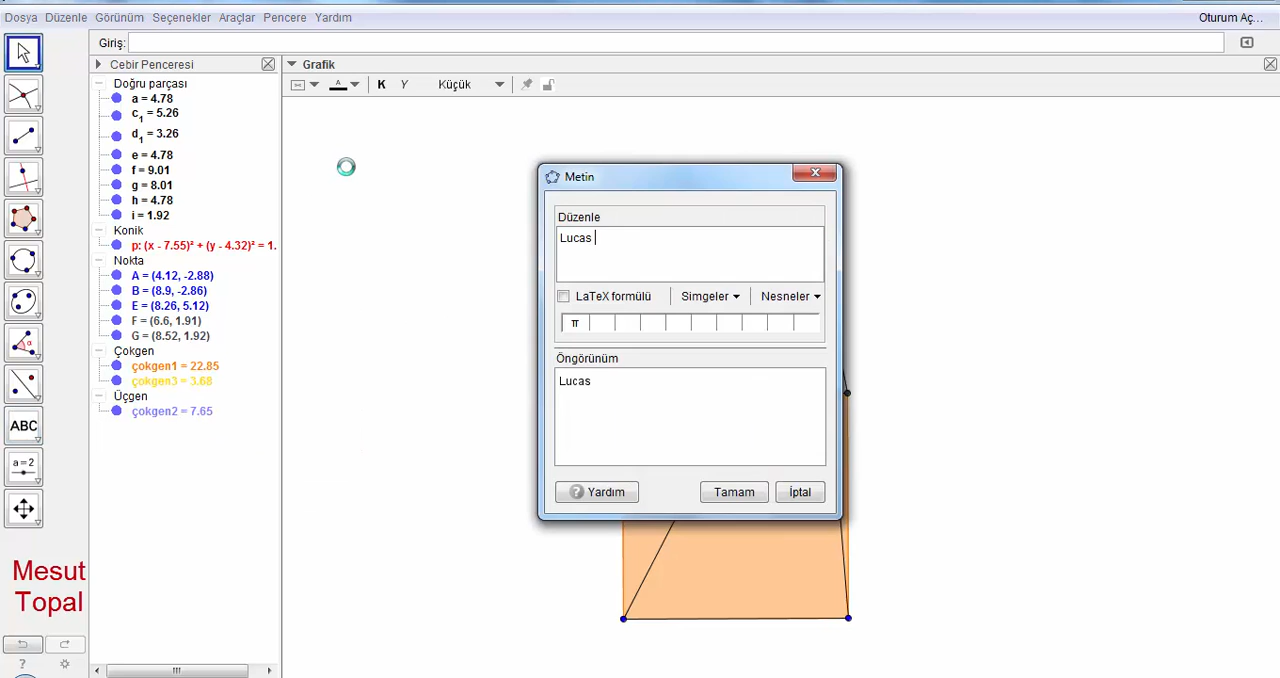 Dosya Düzenle Görünüm Seçenekler Araçlar Pencere Yardım Oturum Aç...
Giriş:
Cebir Penceresi
Grafik
K Y Küçük
Doğru parçası
a = 4.78
c₁ = 5.26
d₁ = 3.26
e = 4.78
f = 9.01
g = 8.01
h = 4.78
i = 1.92
Konik
p: (x - 7.55)² + (y - 4.32)² = 1.
Nokta
A = (4.12, -2.88)
B = (8.9, -2.86)
E = (8.26, 5.12)
F = (6.6, 1.91)
G = (8.52, 1.92)
Çokgen
çokgen1 = 22.85
çokgen3 = 3.68
Üçgen
çokgen2 = 7.65
ABC
a=2
Mesut
Topal
?
Metin
Düzenle
Lucas
LaTeX formülü Simgeler Nesneler
π
Öngörünüm
Lucas
? Yardım Tamam İptal